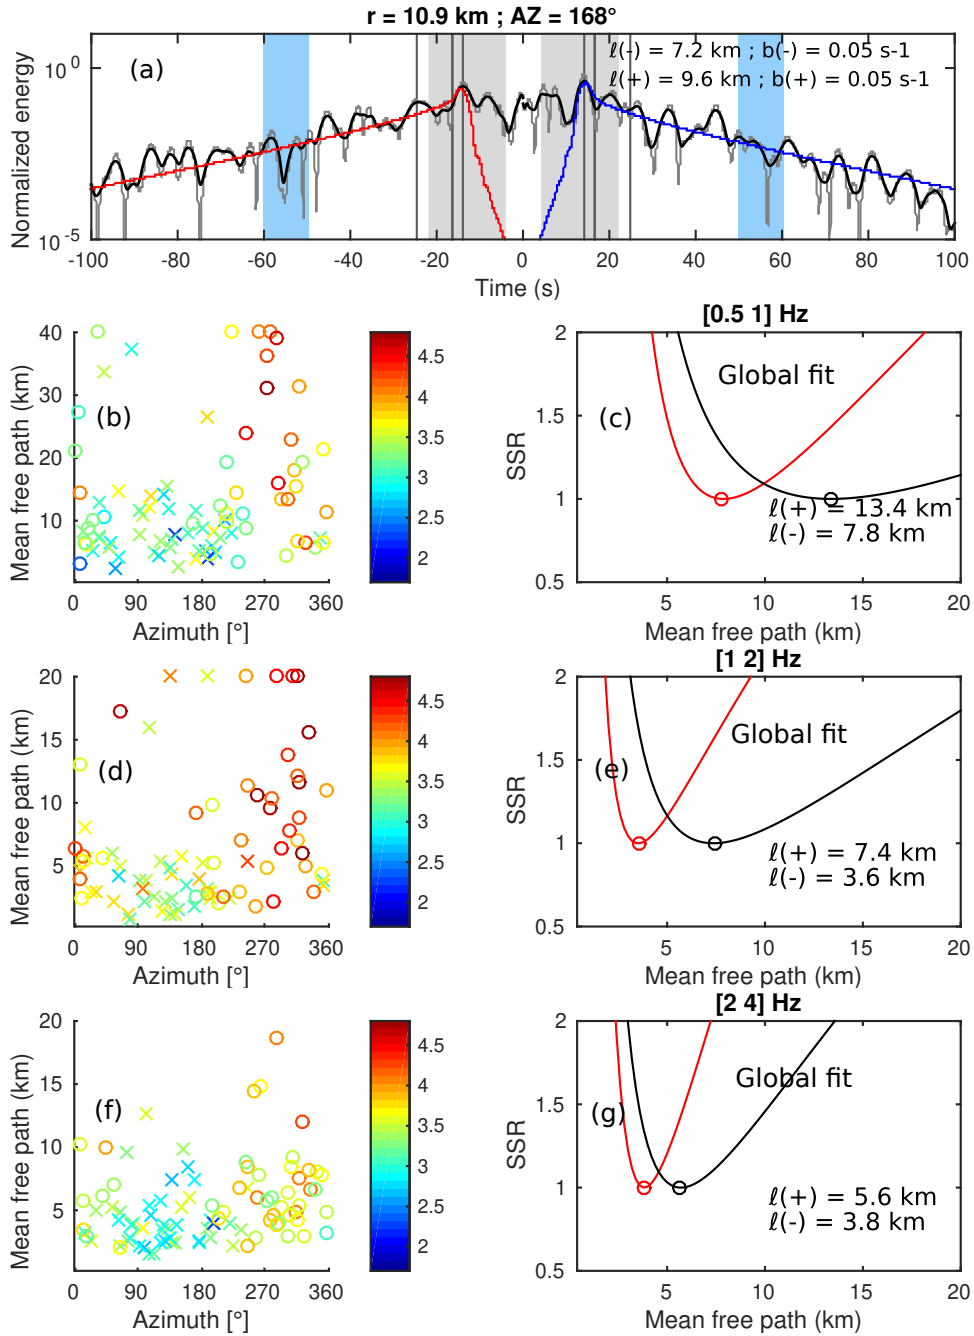 r = 10.9 km ; AZ = 168°
Normalized energy
10^0
10^-5
(a)
ℓ(-) = 7.2 km ; b(-) = 0.05 s-1
ℓ(+) = 9.6 km ; b(+) = 0.05 s-1
-100 -80 -60 -40 -20 0 20 40 60 80 100
Time (s)
Mean free path (km)
40
30
20
10
(b)
0 90 180 270 360
Azimuth [°]
4.5
4
3.5
3
2.5
2
[0.5 1] Hz
SSR
2
1.5
1
0.5
(c)
Global fit
ℓ(+) = 13.4 km
ℓ(-) = 7.8 km
5 10 15 20
Mean free path (km)
Mean free path (km)
20
15
10
5
(d)
0 90 180 270 360
Azimuth [°]
4.5
4
3.5
3
2.5
2
[1 2] Hz
SSR
2
1.5
1
0.5
(e)
Global fit
ℓ(+) = 7.4 km
ℓ(-) = 3.6 km
5 10 15 20
Mean free path (km)
Mean free path (km)
20
15
10
5
(f)
0 90 180 270 360
Azimuth [°]
4.5
4
3.5
3
2.5
2
[2 4] Hz
SSR
2
1.5
1
0.5
(g)
Global fit
ℓ(+) = 5.6 km
ℓ(-) = 3.8 km
5 10 15 20
Mean free path (km)